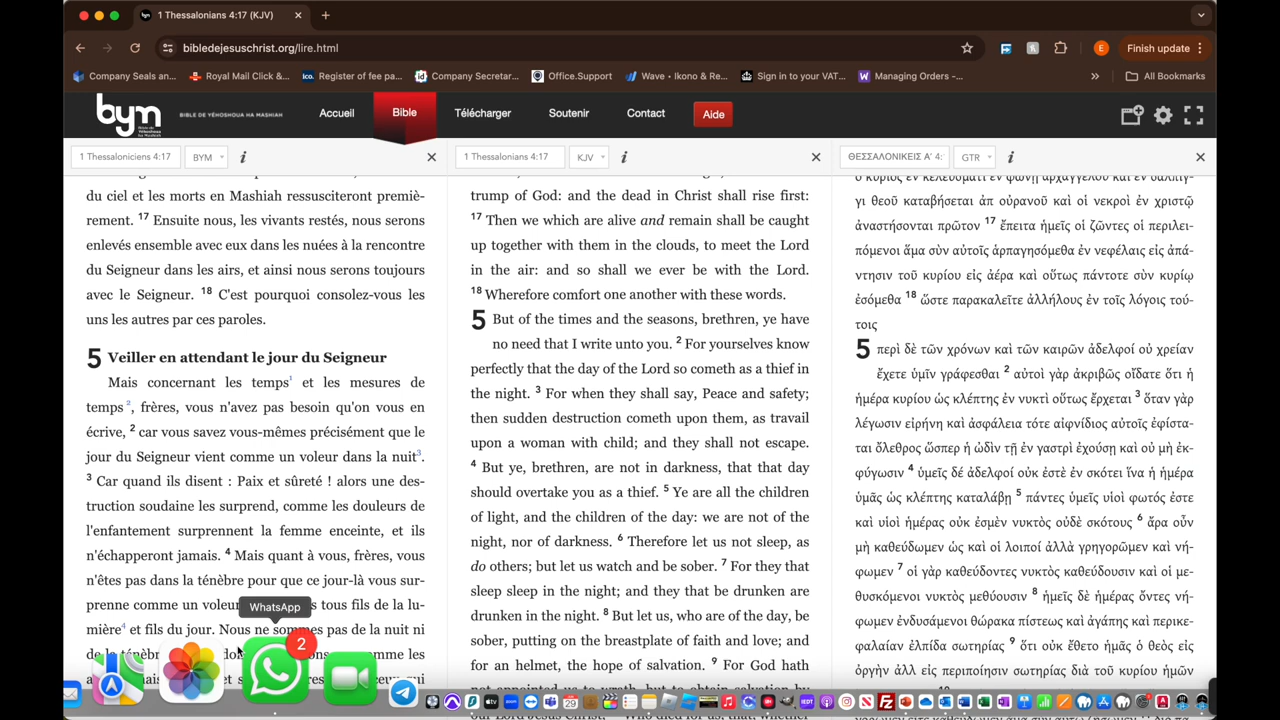 1 Thessalonians 4:17 (KJV)
bibledejesuschrist.org/lire.html
E
Finish update
Company Seals an...
Royal Mail Click &...
ico.
Register of fee pa...
id
Company Secretar...
Office.Support
Wave • Ikono & Re...
Sign in to your VAT...
Managing Orders –...
»
All Bookmarks
bym
BIBLE DE YÉHOSHOUA HA MASHIAH
Accueil
Bible
Télécharger
Soutenir
Contact
Aide
1 Thessaloniciens 4:17
BYM
1 Thessalonians 4:17
KJV
ΘΕΣΣΑΛΟΝΙΚΕΙΣ Α' 4:
GTR
du ciel et les morts en Mashiah ressusciteront premiè-
rement. 17 Ensuite nous, les vivants restés, nous serons
enlevés ensemble avec eux dans les nuées à la rencontre
du Seigneur dans les airs, et ainsi nous serons toujours
avec le Seigneur. 18 C'est pourquoi consolez-vous les
uns les autres par ces paroles.
5 Veiller en attendant le jour du Seigneur
Mais concernant les temps1 et les mesures de
temps 2, frères, vous n'avez pas besoin qu'on vous en
écrive, 2 car vous savez vous-mêmes précisément que le
jour du Seigneur vient comme un voleur dans la nuit3.
3 Car quand ils disent : Paix et sûreté ! alors une des-
truction soudaine les surprend, comme les douleurs de
l'enfantement surprennent la femme enceinte, et ils
n'échapperont jamais. 4 Mais quant à vous, frères, vous
n'êtes pas dans la ténèbre pour que ce jour-là vous sur-
prenne comme un voleur tous fils de la lu-
mière4 et fils du jour. Nous ne sommes pas de la nuit ni
de la ténèbre comme les
trump of God: and the dead in Christ shall rise first:
17 Then we which are alive and remain shall be caught
up together with them in the clouds, to meet the Lord
in the air: and so shall we ever be with the Lord.
18 Wherefore comfort one another with these words.
5 But of the times and the seasons, brethren, ye have
no need that I write unto you. 2 For yourselves know
perfectly that the day of the Lord so cometh as a thief in
the night. 3 For when they shall say, Peace and safety;
then sudden destruction cometh upon them, as travail
upon a woman with child; and they shall not escape.
4 But ye, brethren, are not in darkness, that that day
should overtake you as a thief. 5 Ye are all the children
of light, and the children of the day: we are not of the
night, nor of darkness. 6 Therefore let us not sleep, as
do others; but let us watch and be sober. 7 For they that
sleep sleep in the night; and they that be drunken are
drunken in the night. 8 But let us, who are of the day, be
sober, putting on the breastplate of faith and love; and
for an helmet, the hope of salvation. 9 For God hath
ὁ κύριος ἐν κελεύσματι ἐν φωνῇ ἀρχαγγέλου καὶ ἐν σάλπιγ-
γι θεοῦ καταβήσεται ἀπ οὐρανοῦ καὶ οἱ νεκροὶ ἐν χριστῷ
ἀναστήσονται πρῶτον 17 ἔπειτα ἡμεῖς οἱ ζῶντες οἱ περιλει-
πόμενοι ἅμα σὺν αὐτοῖς ἁρπαγησόμεθα ἐν νεφέλαις εἰς ἀπά-
ντησιν τοῦ κυρίου εἰς ἀέρα καὶ οὕτως πάντοτε σὺν κυρίῳ
ἐσόμεθα 18 ὥστε παρακαλεῖτε ἀλλήλους ἐν τοῖς λόγοις τού-
τοις
5 περὶ δὲ τῶν χρόνων καὶ τῶν καιρῶν ἀδελφοί οὐ χρείαν
ἔχετε ὑμῖν γράφεσθαι 2 αὐτοὶ γὰρ ἀκριβῶς οἴδατε ὅτι ἡ
ἡμέρα κυρίου ὡς κλέπτης ἐν νυκτὶ οὕτως ἔρχεται 3 ὅταν γὰρ
λέγωσιν εἰρήνη καὶ ἀσφάλεια τότε αἰφνίδιος αὐτοῖς ἐφίστα-
ται ὄλεθρος ὥσπερ ἡ ὠδὶν τῇ ἐν γαστρὶ ἐχούσῃ καὶ οὐ μὴ ἐκ-
φύγωσιν 4 ὑμεῖς δέ ἀδελφοί οὐκ ἐστὲ ἐν σκότει ἵνα ἡ ἡμέρα
ὑμᾶς ὡς κλέπτης καταλάβῃ 5 πάντες ὑμεῖς υἱοὶ φωτός ἐστε
καὶ υἱοὶ ἡμέρας οὐκ ἐσμὲν νυκτὸς οὐδὲ σκότους 6 ἄρα οὖν
μὴ καθεύδωμεν ὡς καὶ οἱ λοιποί ἀλλὰ γρηγορῶμεν καὶ νή-
φωμεν 7 οἱ γὰρ καθεύδοντες νυκτὸς καθεύδουσιν καὶ οἱ με-
θυσκόμενοι νυκτὸς μεθύουσιν 8 ἡμεῖς δὲ ἡμέρας ὄντες νή-
φωμεν ἐνδυσάμενοι θώρακα πίστεως καὶ ἀγάπης καὶ περικε-
φαλαίαν ἐλπίδα σωτηρίας 9 ὅτι οὐκ ἔθετο ἡμᾶς ὁ θεὸς εἰς
ὀργὴν ἀλλ εἰς περιποίησιν σωτηρίας διὰ τοῦ κυρίου ἡμῶν
WhatsApp
2